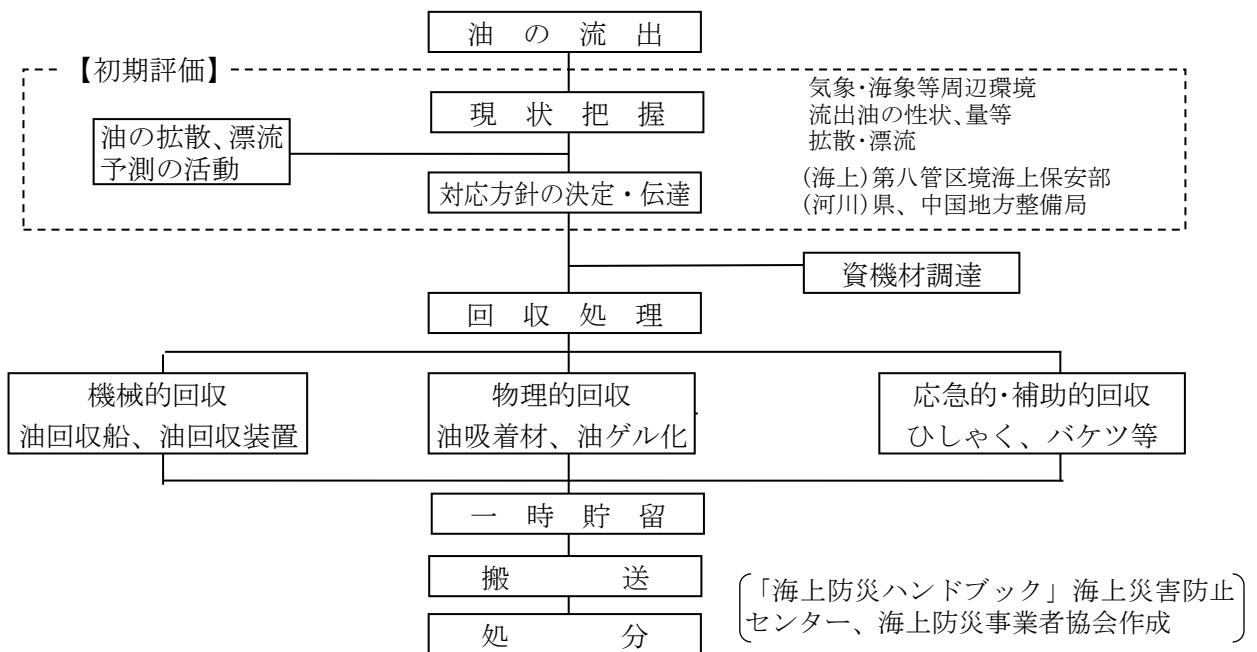 油の流出
【初期評価】
現状把握
気象・海象等周辺環境
流出油の性状、量等
拡散・漂流
油の拡散、漂流
予測の活動
対応方針の決定・伝達
(海上)第八管区境海上保安部
(河川)県、中国地方整備局
資機材調達
回収処理
機械的回収
油回収船、油回収装置
物理的回収
油吸着材、油ゲル化
応急的・補助的回収
ひしゃく、バケツ等
一時貯留
搬送
処分
「海上防災ハンドブック」海上災害防止
センター、海上防災事業者協会作成